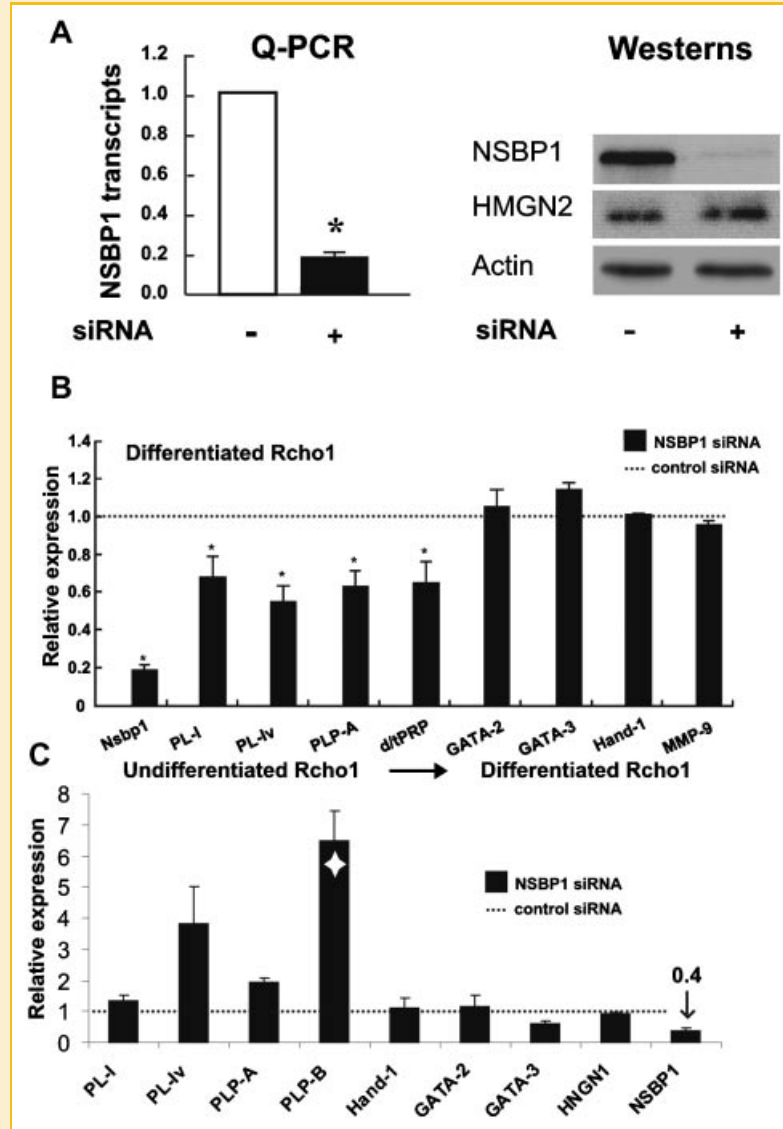 A
Q-PCR
Westerns
NSBP1 transcripts
1.2
1.0
0.8
0.6
0.4
0.2
0.0
*
siRNA - +
NSBP1
HMGN2
Actin
siRNA - +
B
Differentiated Rcho1
NSBP1 siRNA
control siRNA
Relative expression
1.4
1.2
1.0
0.8
0.6
0.4
0.2
0
* * * * *
Nsbp1 PL-I PL-Iv PLP-A d/tPRP GATA-2 GATA-3 Hand-1 MMP-9
C
Undifferentiated Rcho1 → Differentiated Rcho1
NSBP1 siRNA
control siRNA
Relative expression
8
7
6
5
4
3
2
1
0
0.4
PL-I PL-Iv PLP-A PLP-B Hand-1 GATA-2 GATA-3 HNGN1 NSBP1